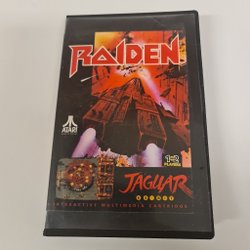 RAIDEN
ATARI
1-2
PLAYERS
JAGUAR
64-BIT
INTERACTIVE MULTIMEDIA CARTRIDGE